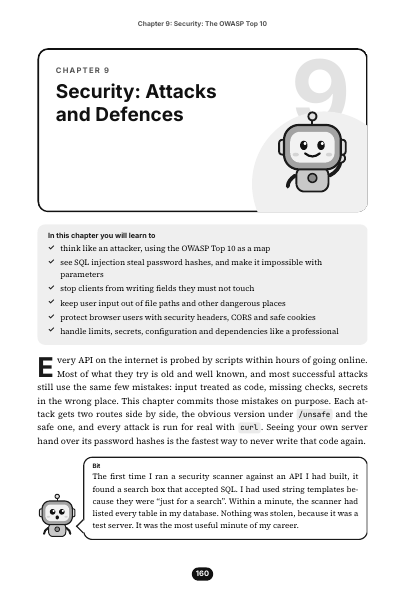 Chapter 9: Security: The OWASP Top 10
CHAPTER 9
9
Security: Attacks
and Defences
In this chapter you will learn to
✓ think like an attacker, using the OWASP Top 10 as a map
✓ see SQL injection steal password hashes, and make it impossible with
parameters
✓ stop clients from writing fields they must not touch
✓ keep user input out of file paths and other dangerous places
✓ protect browser users with security headers, CORS and safe cookies
✓ handle limits, secrets, configuration and dependencies like a professional
Every API on the internet is probed by scripts within hours of going online.
Most of what they try is old and well known, and most successful attacks
still use the same few mistakes: input treated as code, missing checks, secrets
in the wrong place. This chapter commits those mistakes on purpose. Each at-
tack gets two routes side by side, the obvious version under /unsafe and the
safe one, and every attack is run for real with curl. Seeing your own server
hand over its password hashes is the fastest way to never write that code again.
Bit
The first time I ran a security scanner against an API I had built, it
found a search box that accepted SQL. I had used string templates be-
cause they were “just for a search”. Within a minute, the scanner had
listed every table in my database. Nothing was stolen, because it was a
test server. It was the most useful minute of my career.
160